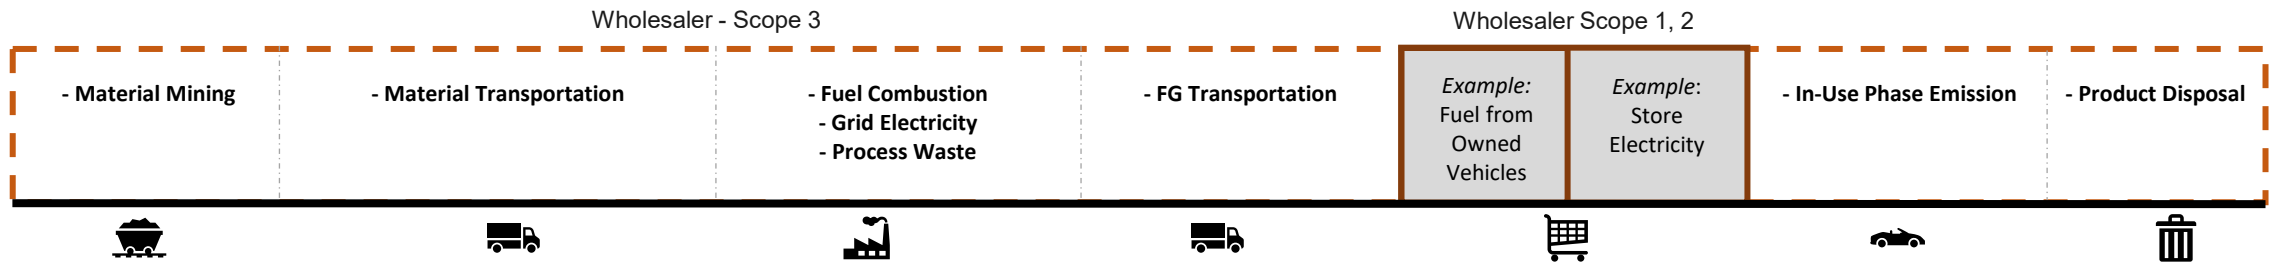 Wholesaler - Scope 3
Wholesaler Scope 1, 2
- Material Mining
- Material Transportation
- Fuel Combustion
- Grid Electricity
- Process Waste
- FG Transportation
Example:
Fuel from
Owned
Vehicles
Example:
Store
Electricity
- In-Use Phase Emission
- Product Disposal